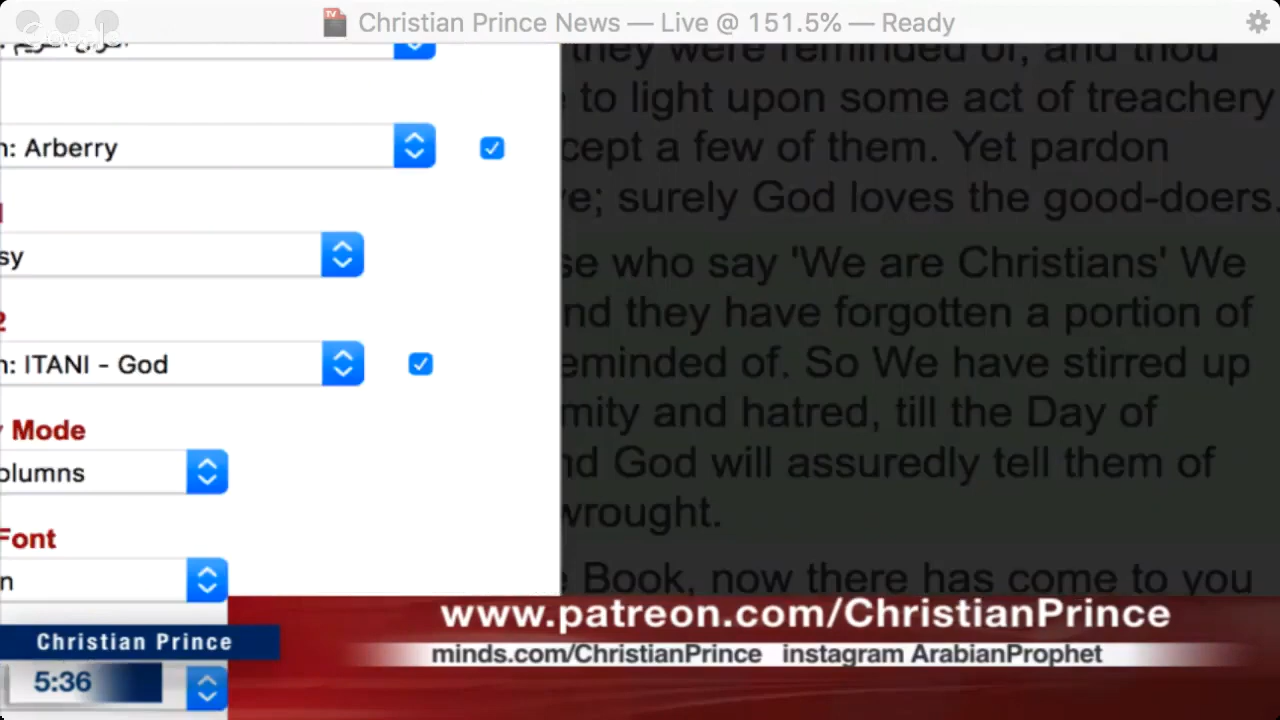 Christian Prince News — Live @ 151.5% — Ready
they were reminded of, and thou
to light upon some act of treachery
n: Arberry
cept a few of them. Yet pardon
e; surely God loves the good-doers.
sy
se who say 'We are Christians' We
nd they have forgotten a portion of
2
n: ITANI - God
eminded of. So We have stirred up
mity and hatred, till the Day of
y Mode
olumns
nd God will assuredly tell them of
wrought.
Font
n
e Book, now there has come to you
www.patreon.com/ChristianPrince
Christian Prince
minds.com/ChristianPrince instagram ArabianProphet
5:36